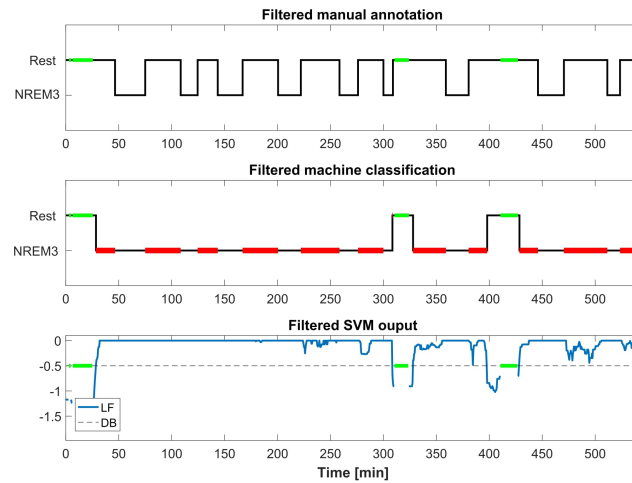 Filtered manual annotation
Rest
NREM3
0 50 100 150 200 250 300 350 400 450 500
Filtered machine classification
Rest
NREM3
0 50 100 150 200 250 300 350 400 450 500
Filtered SVM ouput
0
-0.5
-1
-1.5
LF
DB
0 50 100 150 200 250 300 350 400 450 500
Time [min]